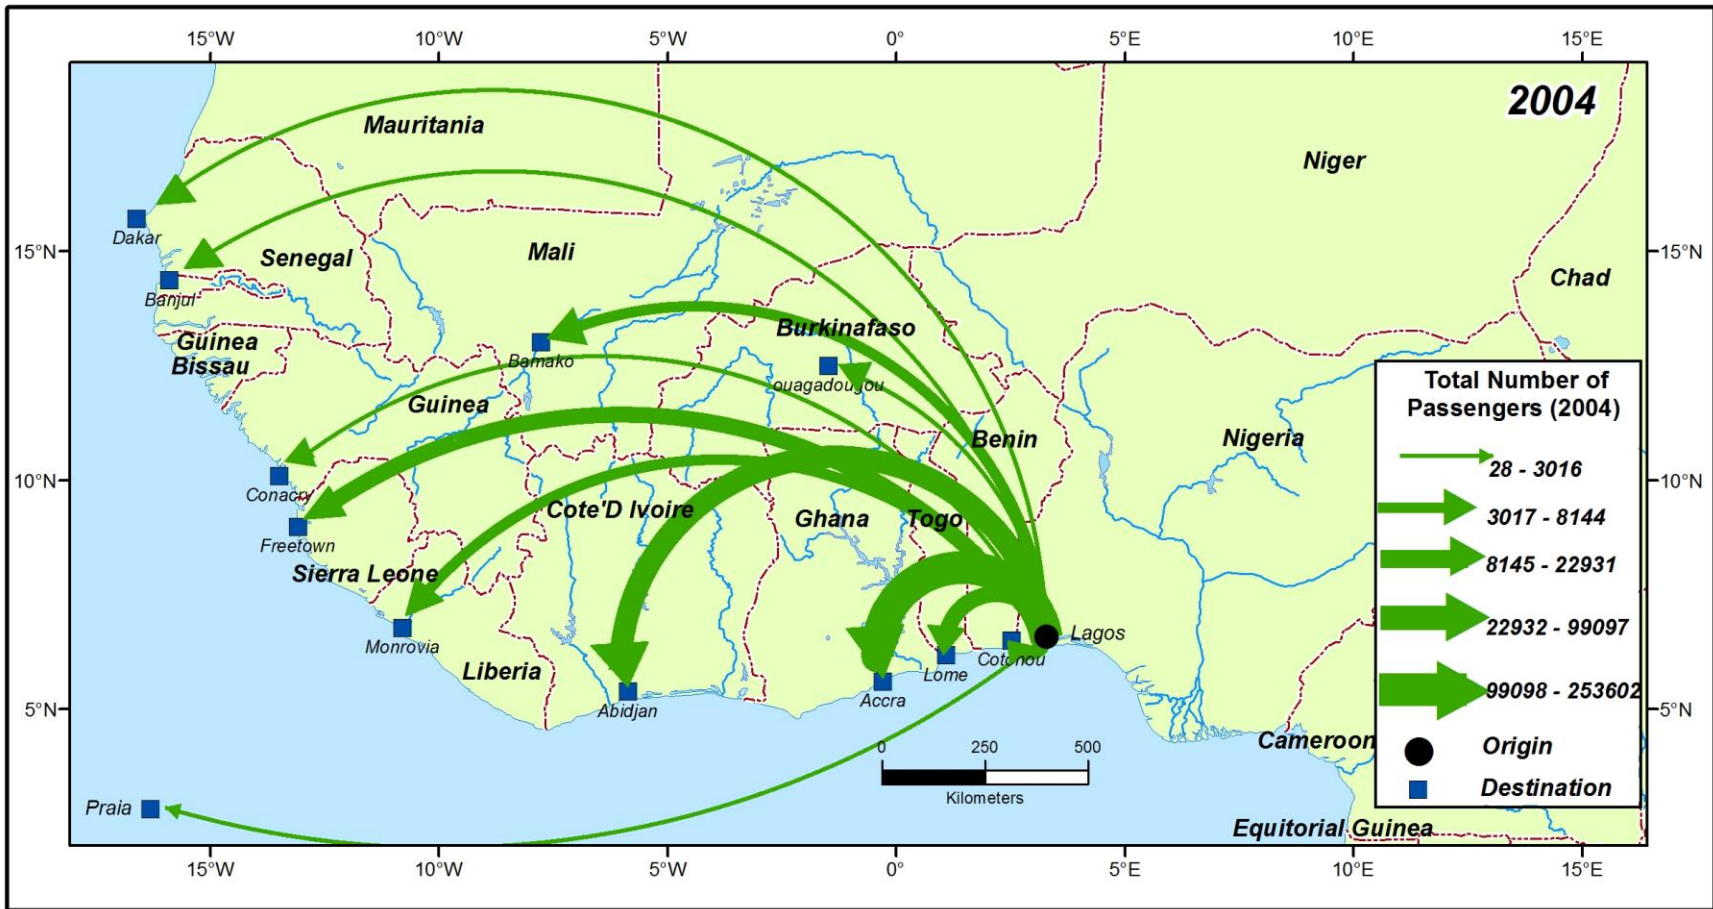 15°W 10°W 5°W 0° 5°E 10°E 15°E
2004
Mauritania
Niger
Dakar
Senegal
Mali
15°N
15°N
Chad
Banjul
Guinea
Bissau
Burkinafaso
Bamako
ouagadougou
Guinea
Benin
Nigeria
10°N
10°N
Conacry
Cote'D Ivoire
Ghana
Togo
Freetown
Sierra Leone
Monrovia
Liberia
Lagos
Cotonou
Lome
Accra
Abidjan
5°N
5°N
Cameroon
0 250 500
Kilometers
Praia
Equitorial Guinea
Total Number of
Passengers (2004)
28 - 3016
3017 - 8144
8145 - 22931
22932 - 99097
99098 - 253602
Origin
Destination
15°W 10°W 5°W 0° 5°E 10°E 15°E